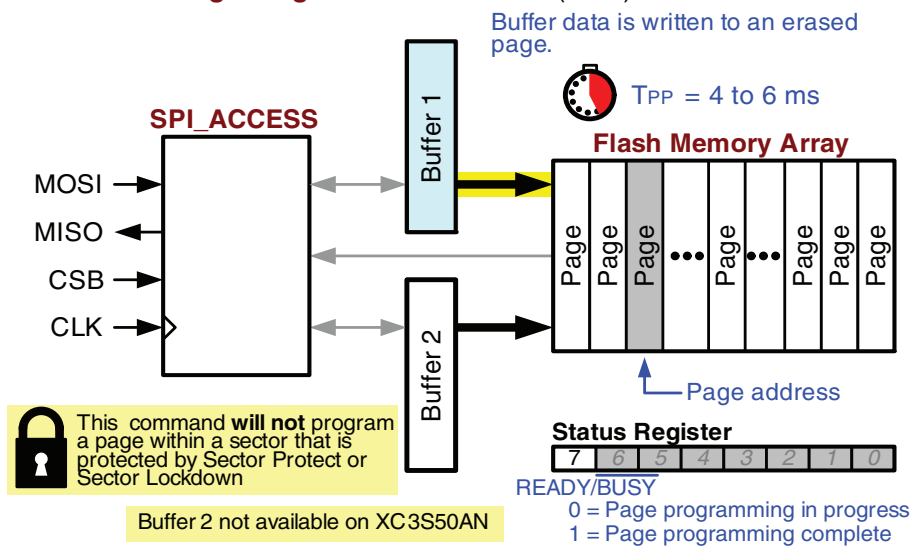 Buffer data is written to an erased
page.
TPP = 4 to 6 ms
SPI_ACCESS
Buffer 1
Flash Memory Array
MOSI
MISO
CSB
CLK
Page
Page
Page
•••
Page
•••
Page
Page
Page
Buffer 2
Page address
This command will not program
a page within a sector that is
protected by Sector Protect or
Sector Lockdown
Status Register
7 6 5 4 3 2 1 0
READY/BUSY
0 = Page programming in progress
1 = Page programming complete
Buffer 2 not available on XC3S50AN